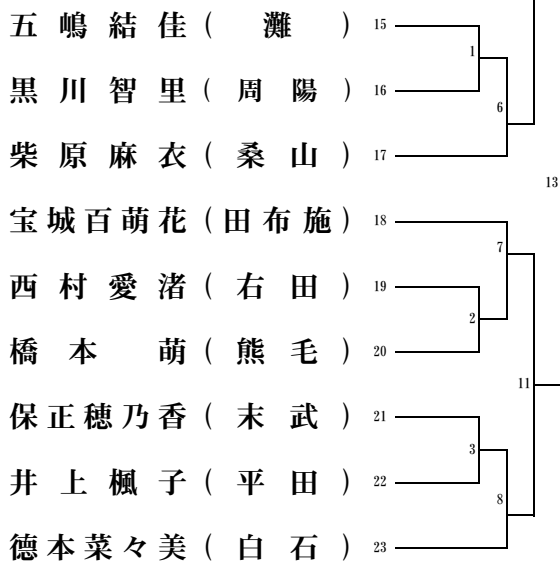 五嶋結佳(灘) 15
黒川智里(周陽) 16
柴原麻衣(桑山) 17
宝城百萌花(田布施) 18
西村愛渚(右田) 19
橋本萌(熊毛) 20
保正穂乃香(末武) 21
井上楓子(平田) 22
德本菜々美(白石) 23
1
6
13
7
2
11
3
8